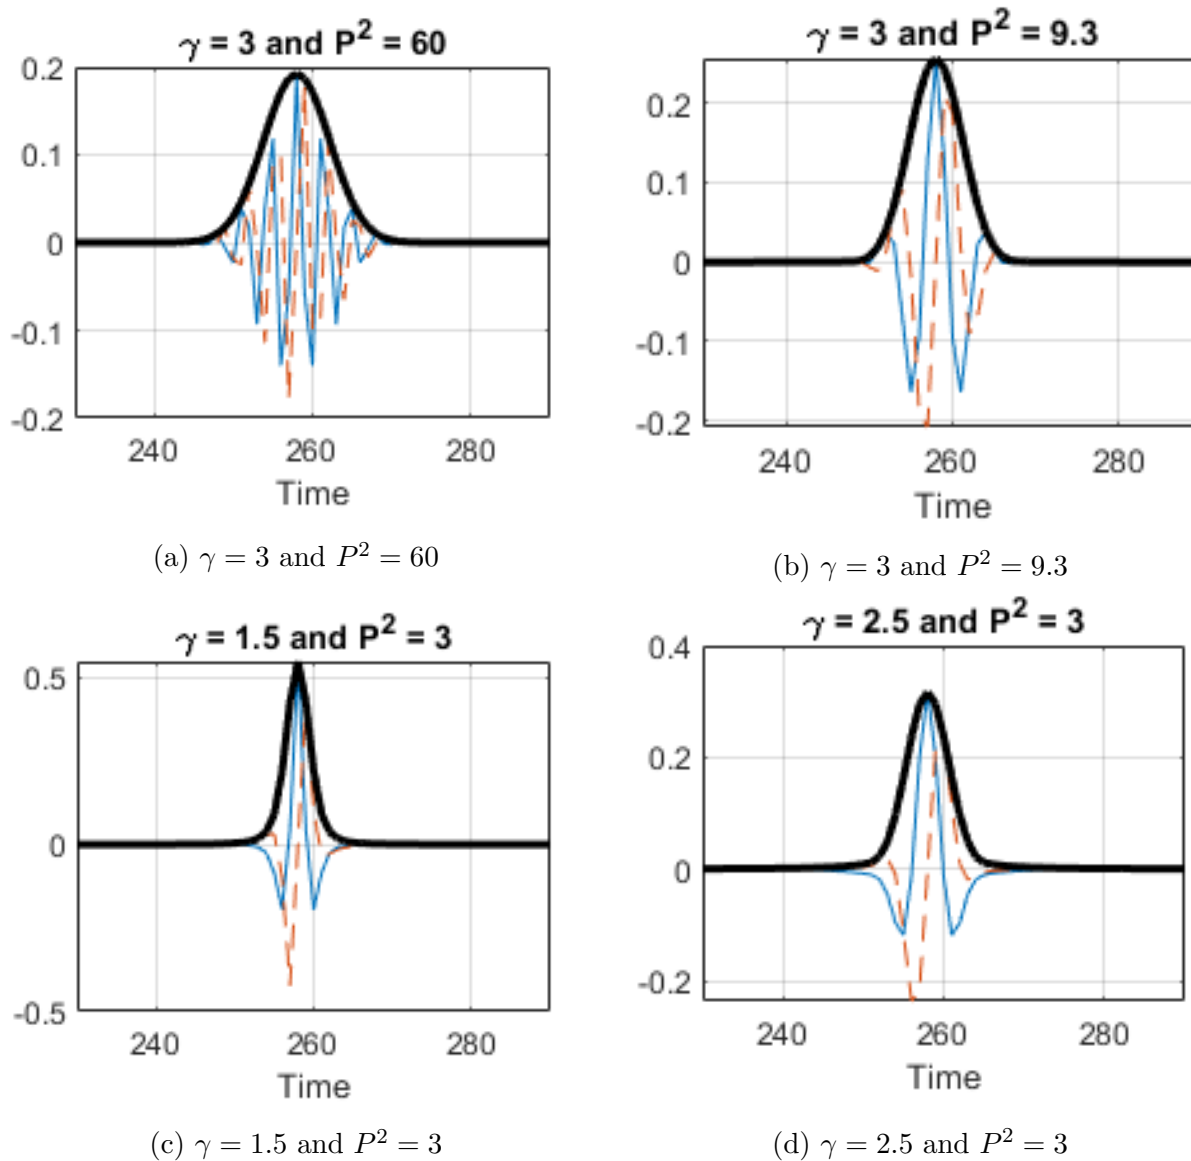 γ = 3 and P² = 60
0.2
0.1
0
-0.1
-0.2
240 260 280
Time
(a) γ = 3 and P² = 60
γ = 3 and P² = 9.3
0.2
0.1
0
-0.1
-0.2
240 260 280
Time
(b) γ = 3 and P² = 9.3
γ = 1.5 and P² = 3
0.5
0
-0.5
240 260 280
Time
(c) γ = 1.5 and P² = 3
γ = 2.5 and P² = 3
0.4
0.2
0
-0.2
240 260 280
Time
(d) γ = 2.5 and P² = 3